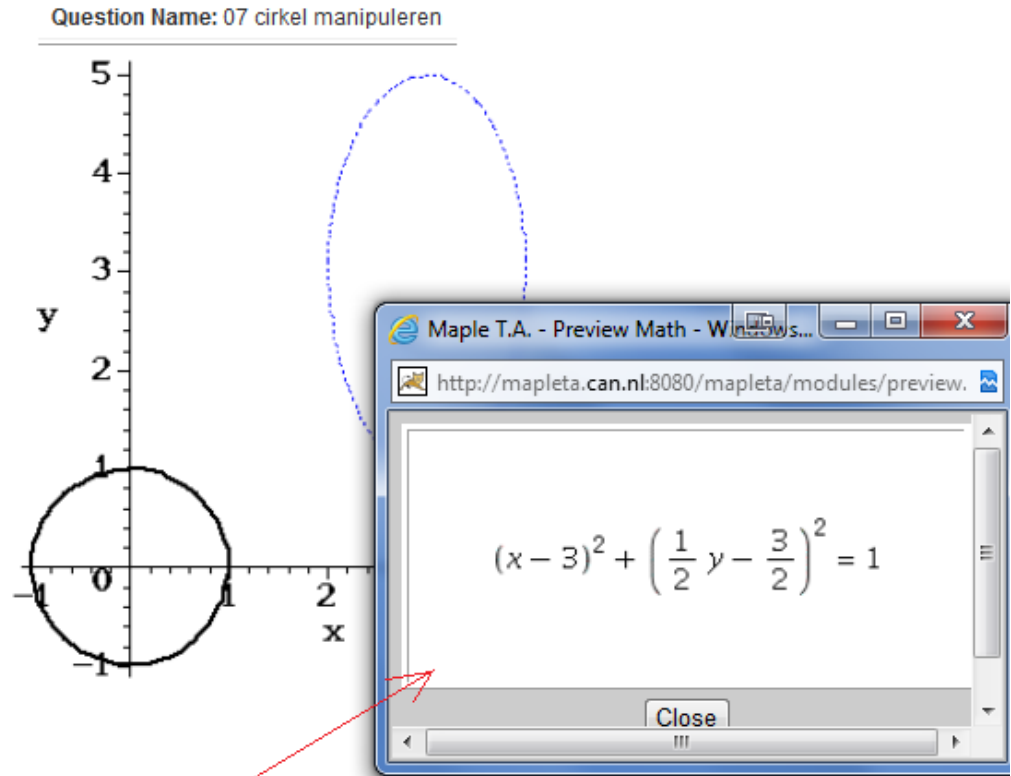 Question Name: 07 cirkel manipuleren
5
4
3
y
2
1
-1 0 1 2
x
-1
Maple T.A. - Preview Math - Windows...
http://mapleta.can.nl:8080/mapleta/modules/preview.
(x − 3)² + (1/2 y − 3/2)² = 1
Close